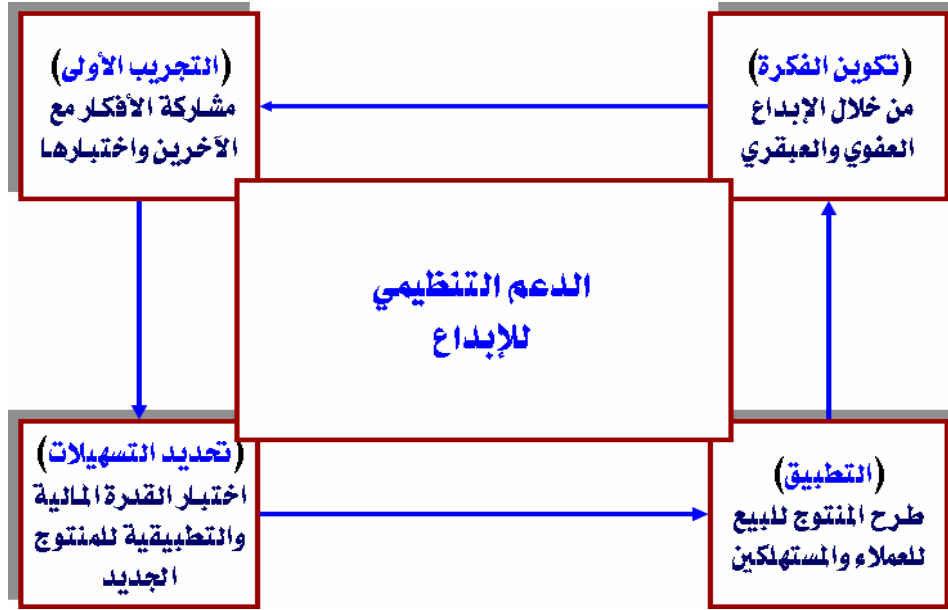 (تكوين الفكرة)
من خلال الإبداع
العفوي والعبقري
(التجريب الأولى)
مشاركة الأفكار مع
الآخرين واختبارها
الدعم التنظيمي
للإبداع
(تحديد التسهيلات)
اختبار القدرة المالية
والتطبيقية للمنتوج
الجديد
(التطبيق)
طرح المنتوج للبيع
للعملاء والمستهلكين